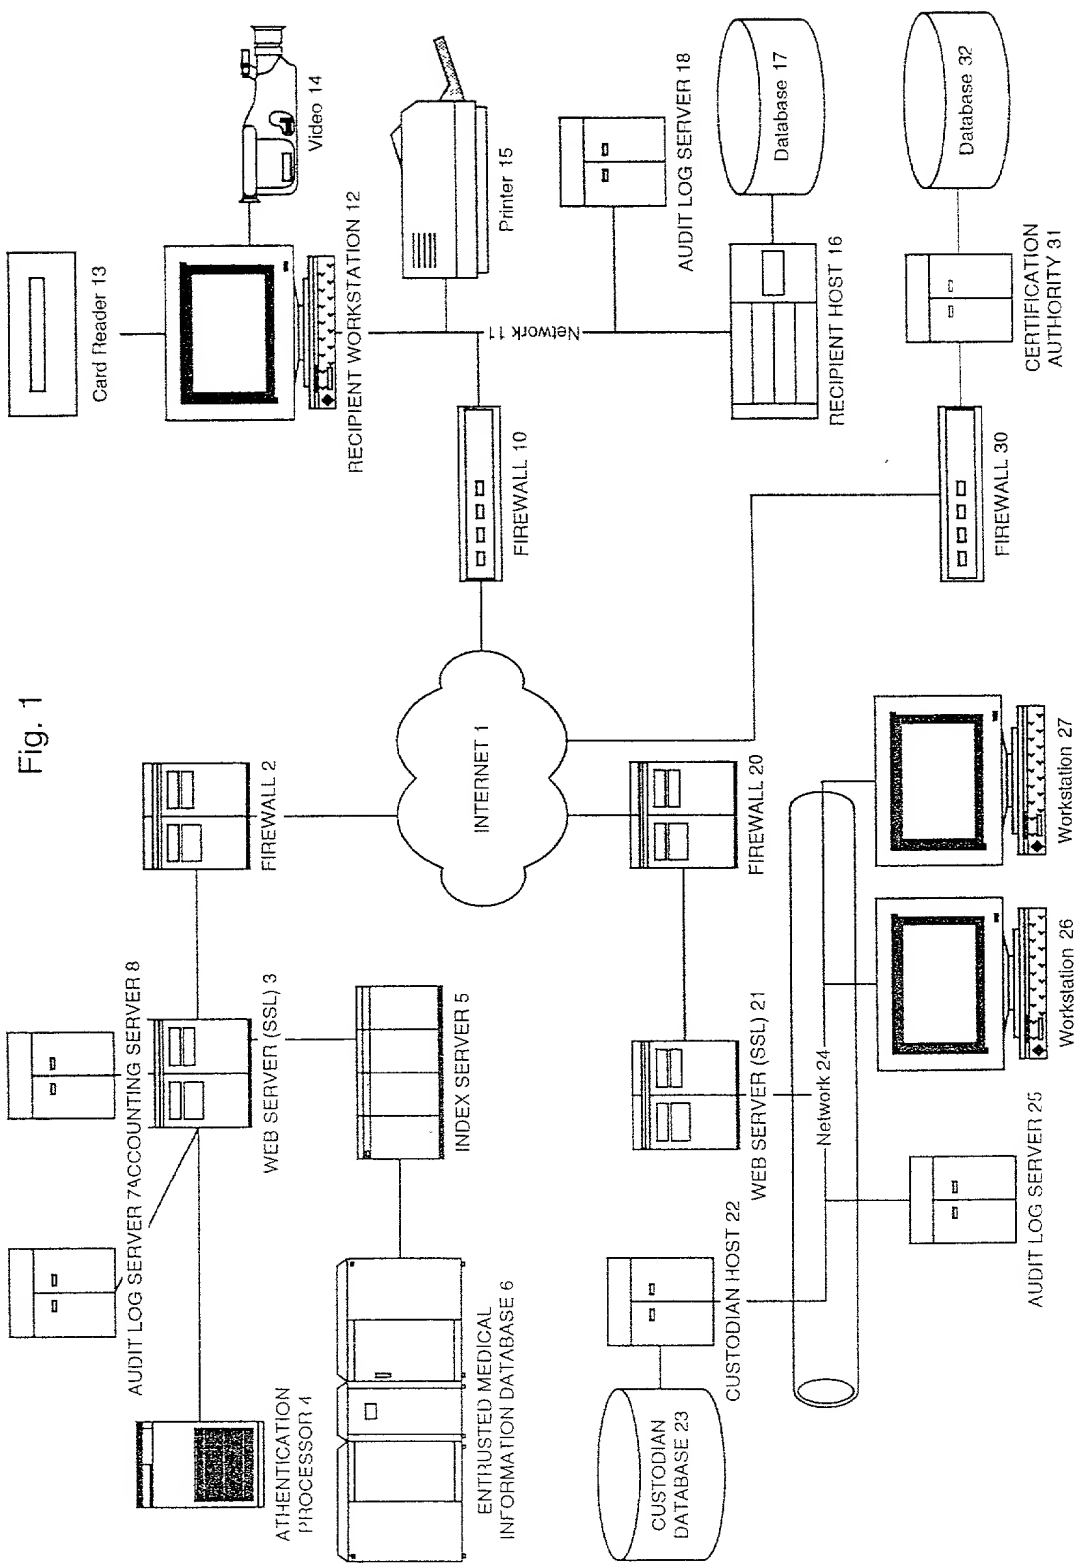 Fig. 1
Card Reader 13
Video 14
RECIPIENT WORKSTATION 12
Printer 15
Network 11
AUDIT LOG SERVER 18
Database 17
RECIPIENT HOST 16
Database 32
CERTIFICATION
AUTHORITY 31
FIREWALL 10
FIREWALL 30
INTERNET 1
FIREWALL 2
FIREWALL 20
AUDIT LOG SERVER 7ACCOUNTING SERVER 8
WEB SERVER (SSL) 3
INDEX SERVER 5
ATHENTICATION
PROCESSOR 4
ENTRUSTED MEDICAL
INFORMATION DATABASE 6
WEB SERVER (SSL) 21
CUSTODIAN HOST 22
CUSTODIAN
DATABASE 23
Network 24
AUDIT LOG SERVER 25
Workstation 26
Workstation 27